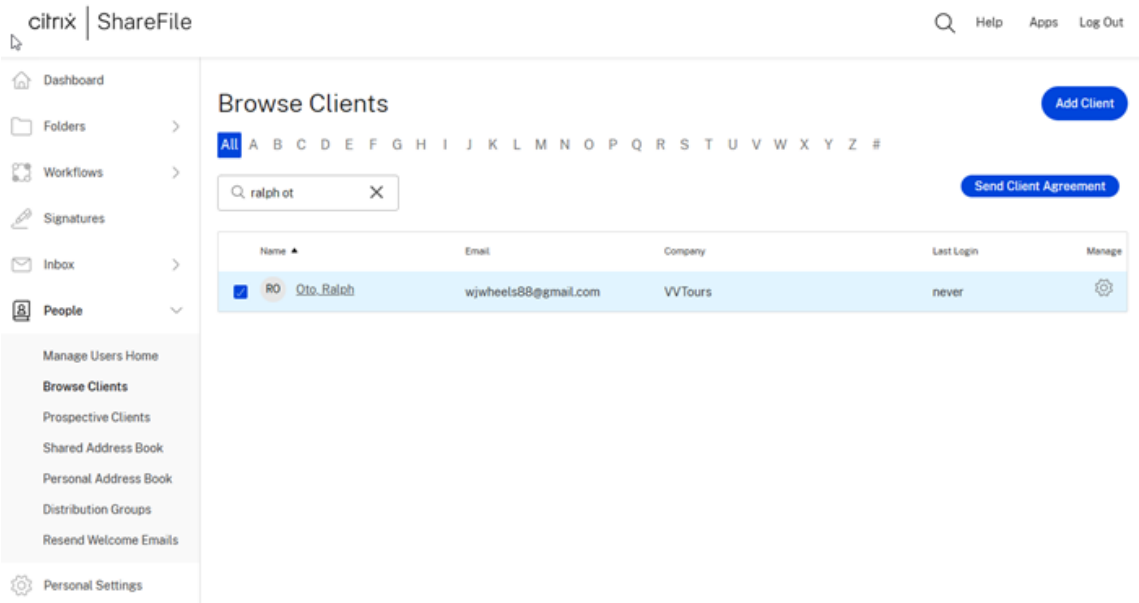 citrix | ShareFile
Help Apps Log Out
Dashboard
Folders
Workflows
Signatures
Inbox
People
Manage Users Home
Browse Clients
Prospective Clients
Shared Address Book
Personal Address Book
Distribution Groups
Resend Welcome Emails
Personal Settings
Browse Clients
Add Client
All A B C D E F G H I J K L M N O P Q R S T U V W X Y Z #
ralph ot
Send Client Agreement
Name Email Company Last Login Manage
RO Oto, Ralph wjwheels88@gmail.com VVTours never